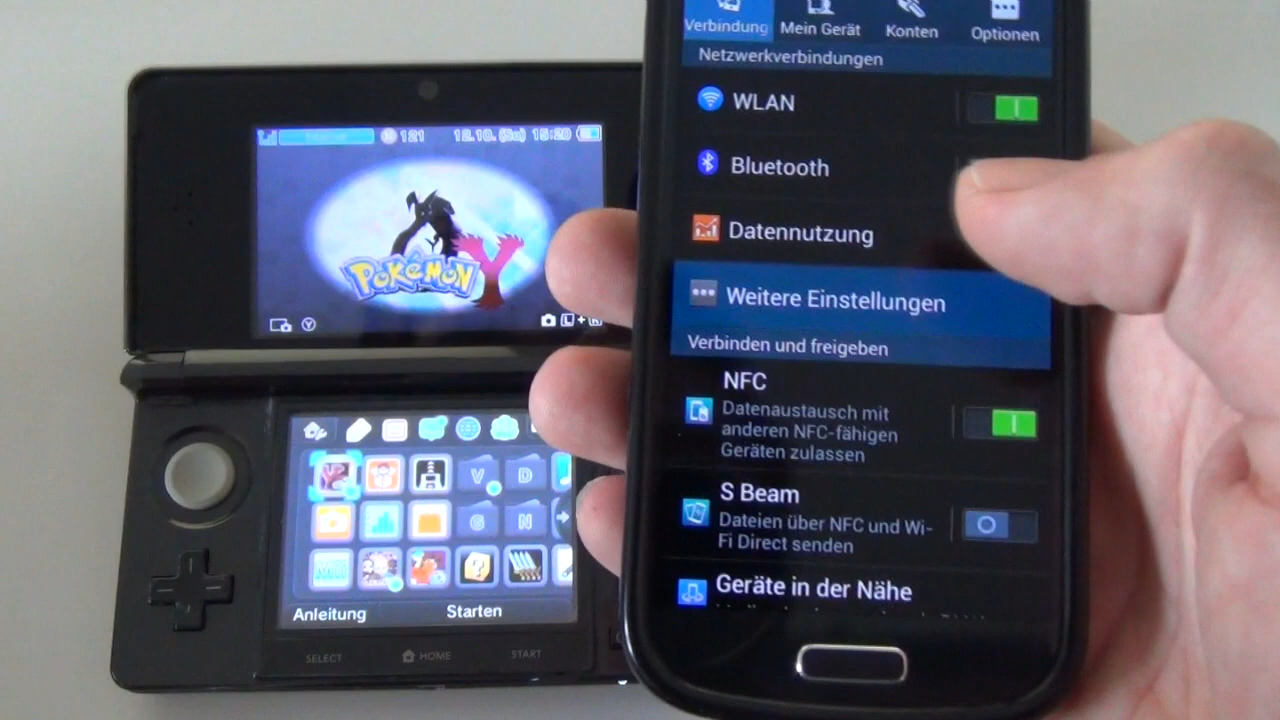 Verbindung Mein Gerät Konten Optionen
Netzwerkverbindungen
WLAN
Bluetooth
Datennutzung
Weitere Einstellungen
Verbinden und freigeben
NFC
Datenaustausch mit
anderen NFC-fähigen
Geräten zulassen
S Beam
Dateien über NFC und Wi-
Fi Direct senden
Geräte in der Nähe
121 12.10. (So) 15:20
POKÉMON Y
Y L+R
V D
G N
Anleitung Starten
SELECT HOME START